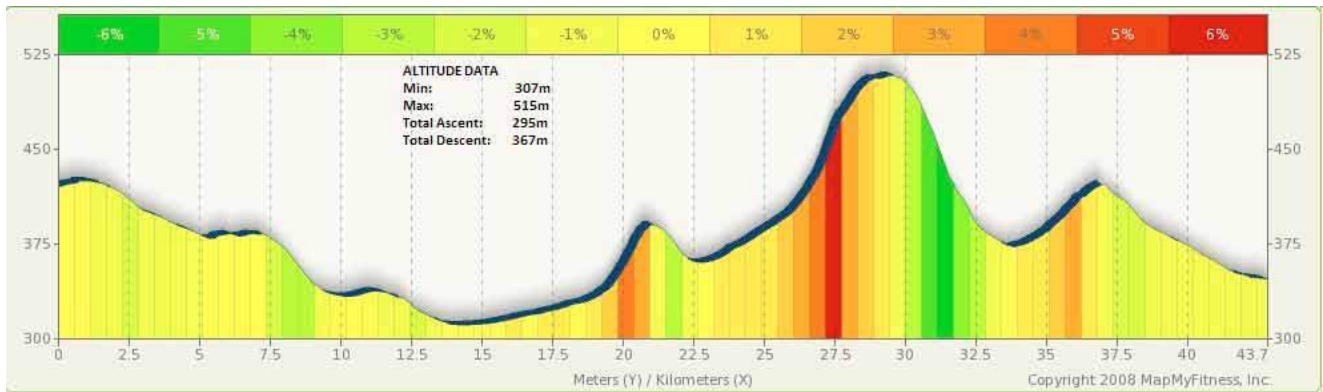 -6% -5% -4% -3% -2% -1% 0% 1% 2% 3% 4% 5% 6%
525 525
ALTITUDE DATA
Min: 307m
Max: 515m
Total Ascent: 295m
Total Descent: 367m
450 450
375 375
300 300
0 2.5 5 7.5 10 12.5 15 17.5 20 22.5 25 27.5 30 32.5 35 37.5 40 43.7
Meters (Y) / Kilometers (X) Copyright 2008 MapMyFitness, Inc.